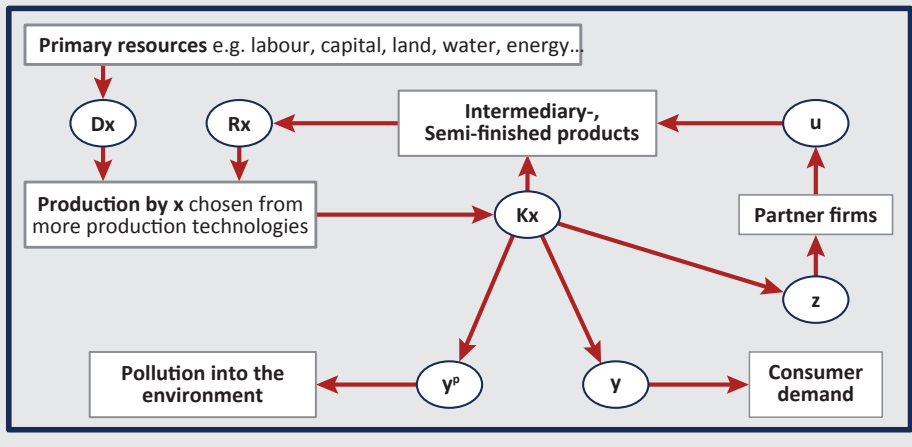 Primary resources e.g. labour, capital, land, water, energy...
Dx
Rx
Intermediary-,
Semi-finished products
u
Production by x chosen from
more production technologies
Kx
Partner firms
z
Pollution into the
environment
yᵖ
y
Consumer
demand